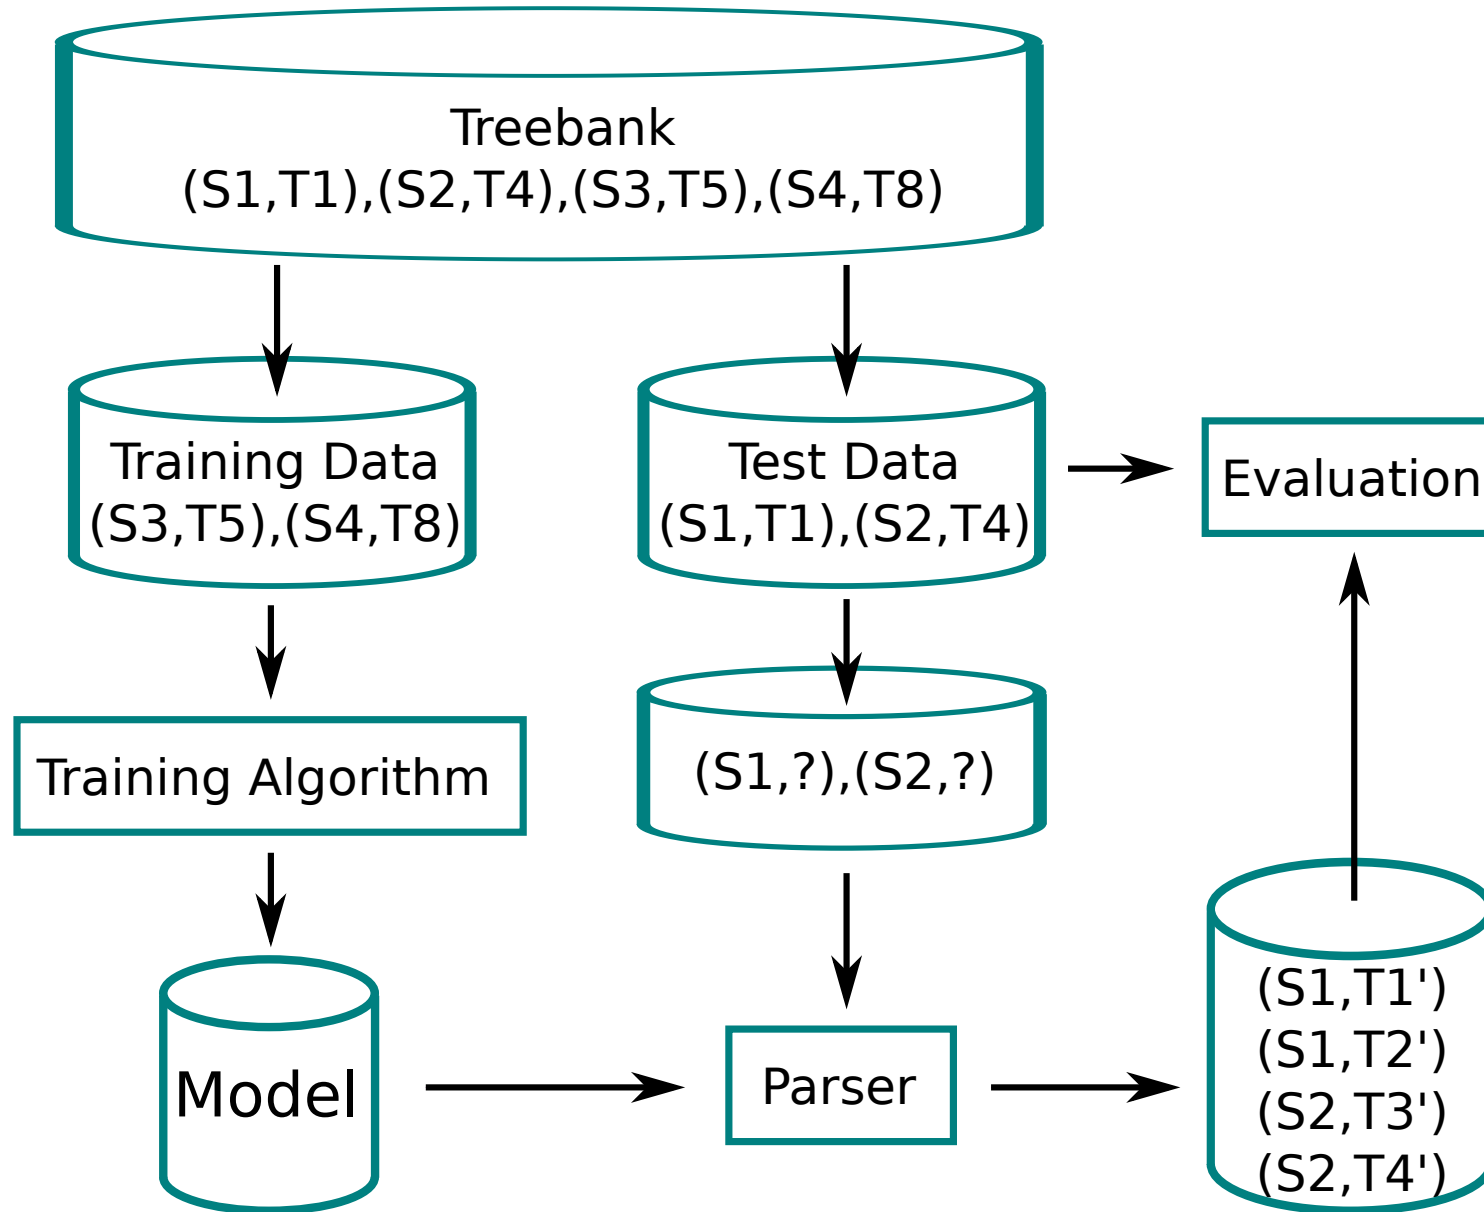 Treebank
(S1,T1),(S2,T4),(S3,T5),(S4,T8)
Training Data
(S3,T5),(S4,T8)
Test Data
(S1,T1),(S2,T4)
Evaluation
Training Algorithm
(S1,?),(S2,?)
Model
Parser
(S1,T1')
(S1,T2')
(S2,T3')
(S2,T4')